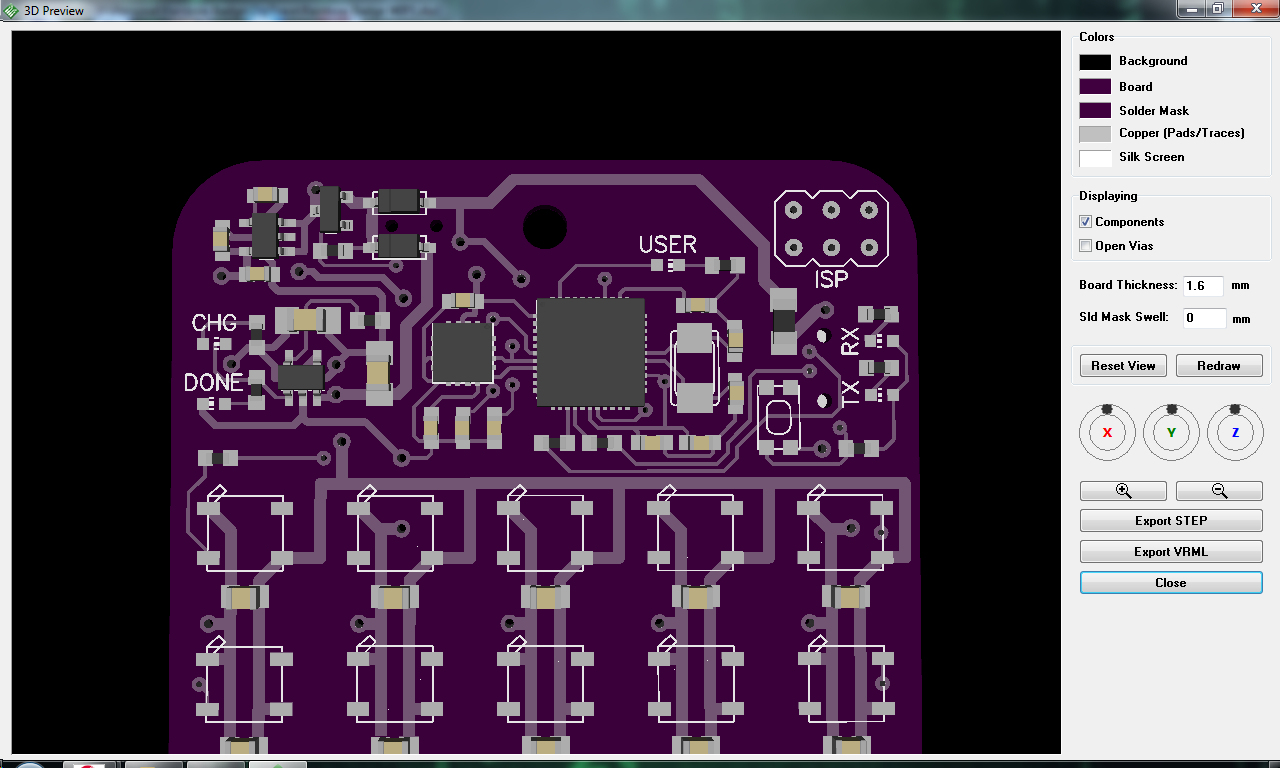 3D Preview
USER
ISP
CHG
DONE
RX
TX
Colors
Background
Board
Solder Mask
Copper (Pads/Traces)
Silk Screen
Displaying
Components
Open Vias
Board Thickness: 1.6 mm
Sld Mask Swell: 0 mm
Reset View Redraw
X Y Z
Export STEP
Export VRML
Close